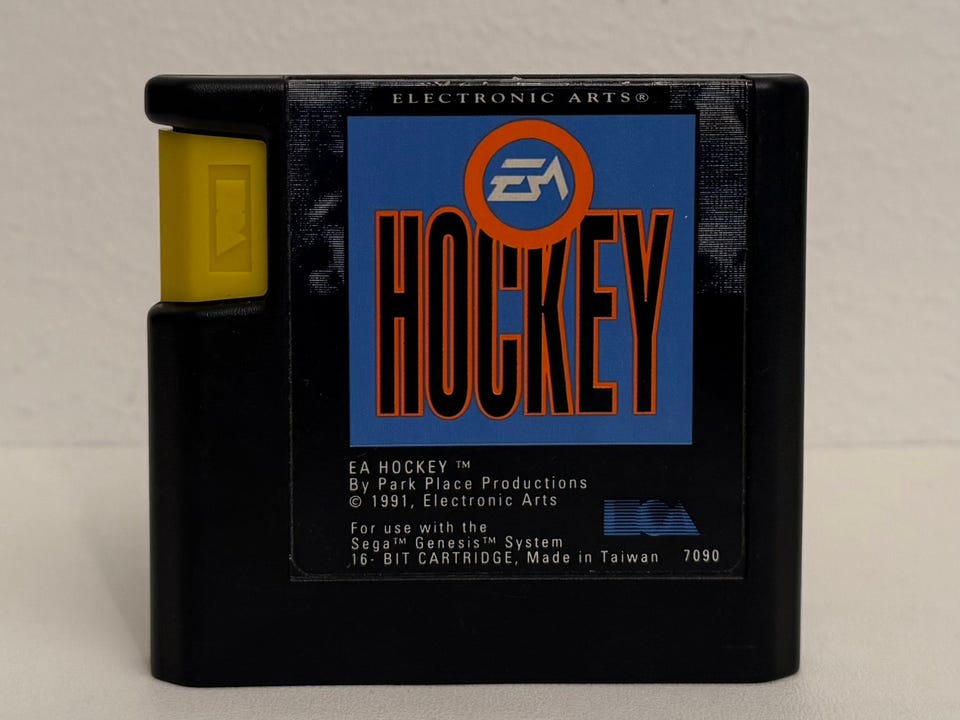 ELECTRONIC ARTS®
EA
HOCKEY
EA HOCKEY ™
By Park Place Productions
© 1991, Electronic Arts
ECA
For use with the
Sega™ Genesis™ System
16- BIT CARTRIDGE, Made in Taiwan 7090